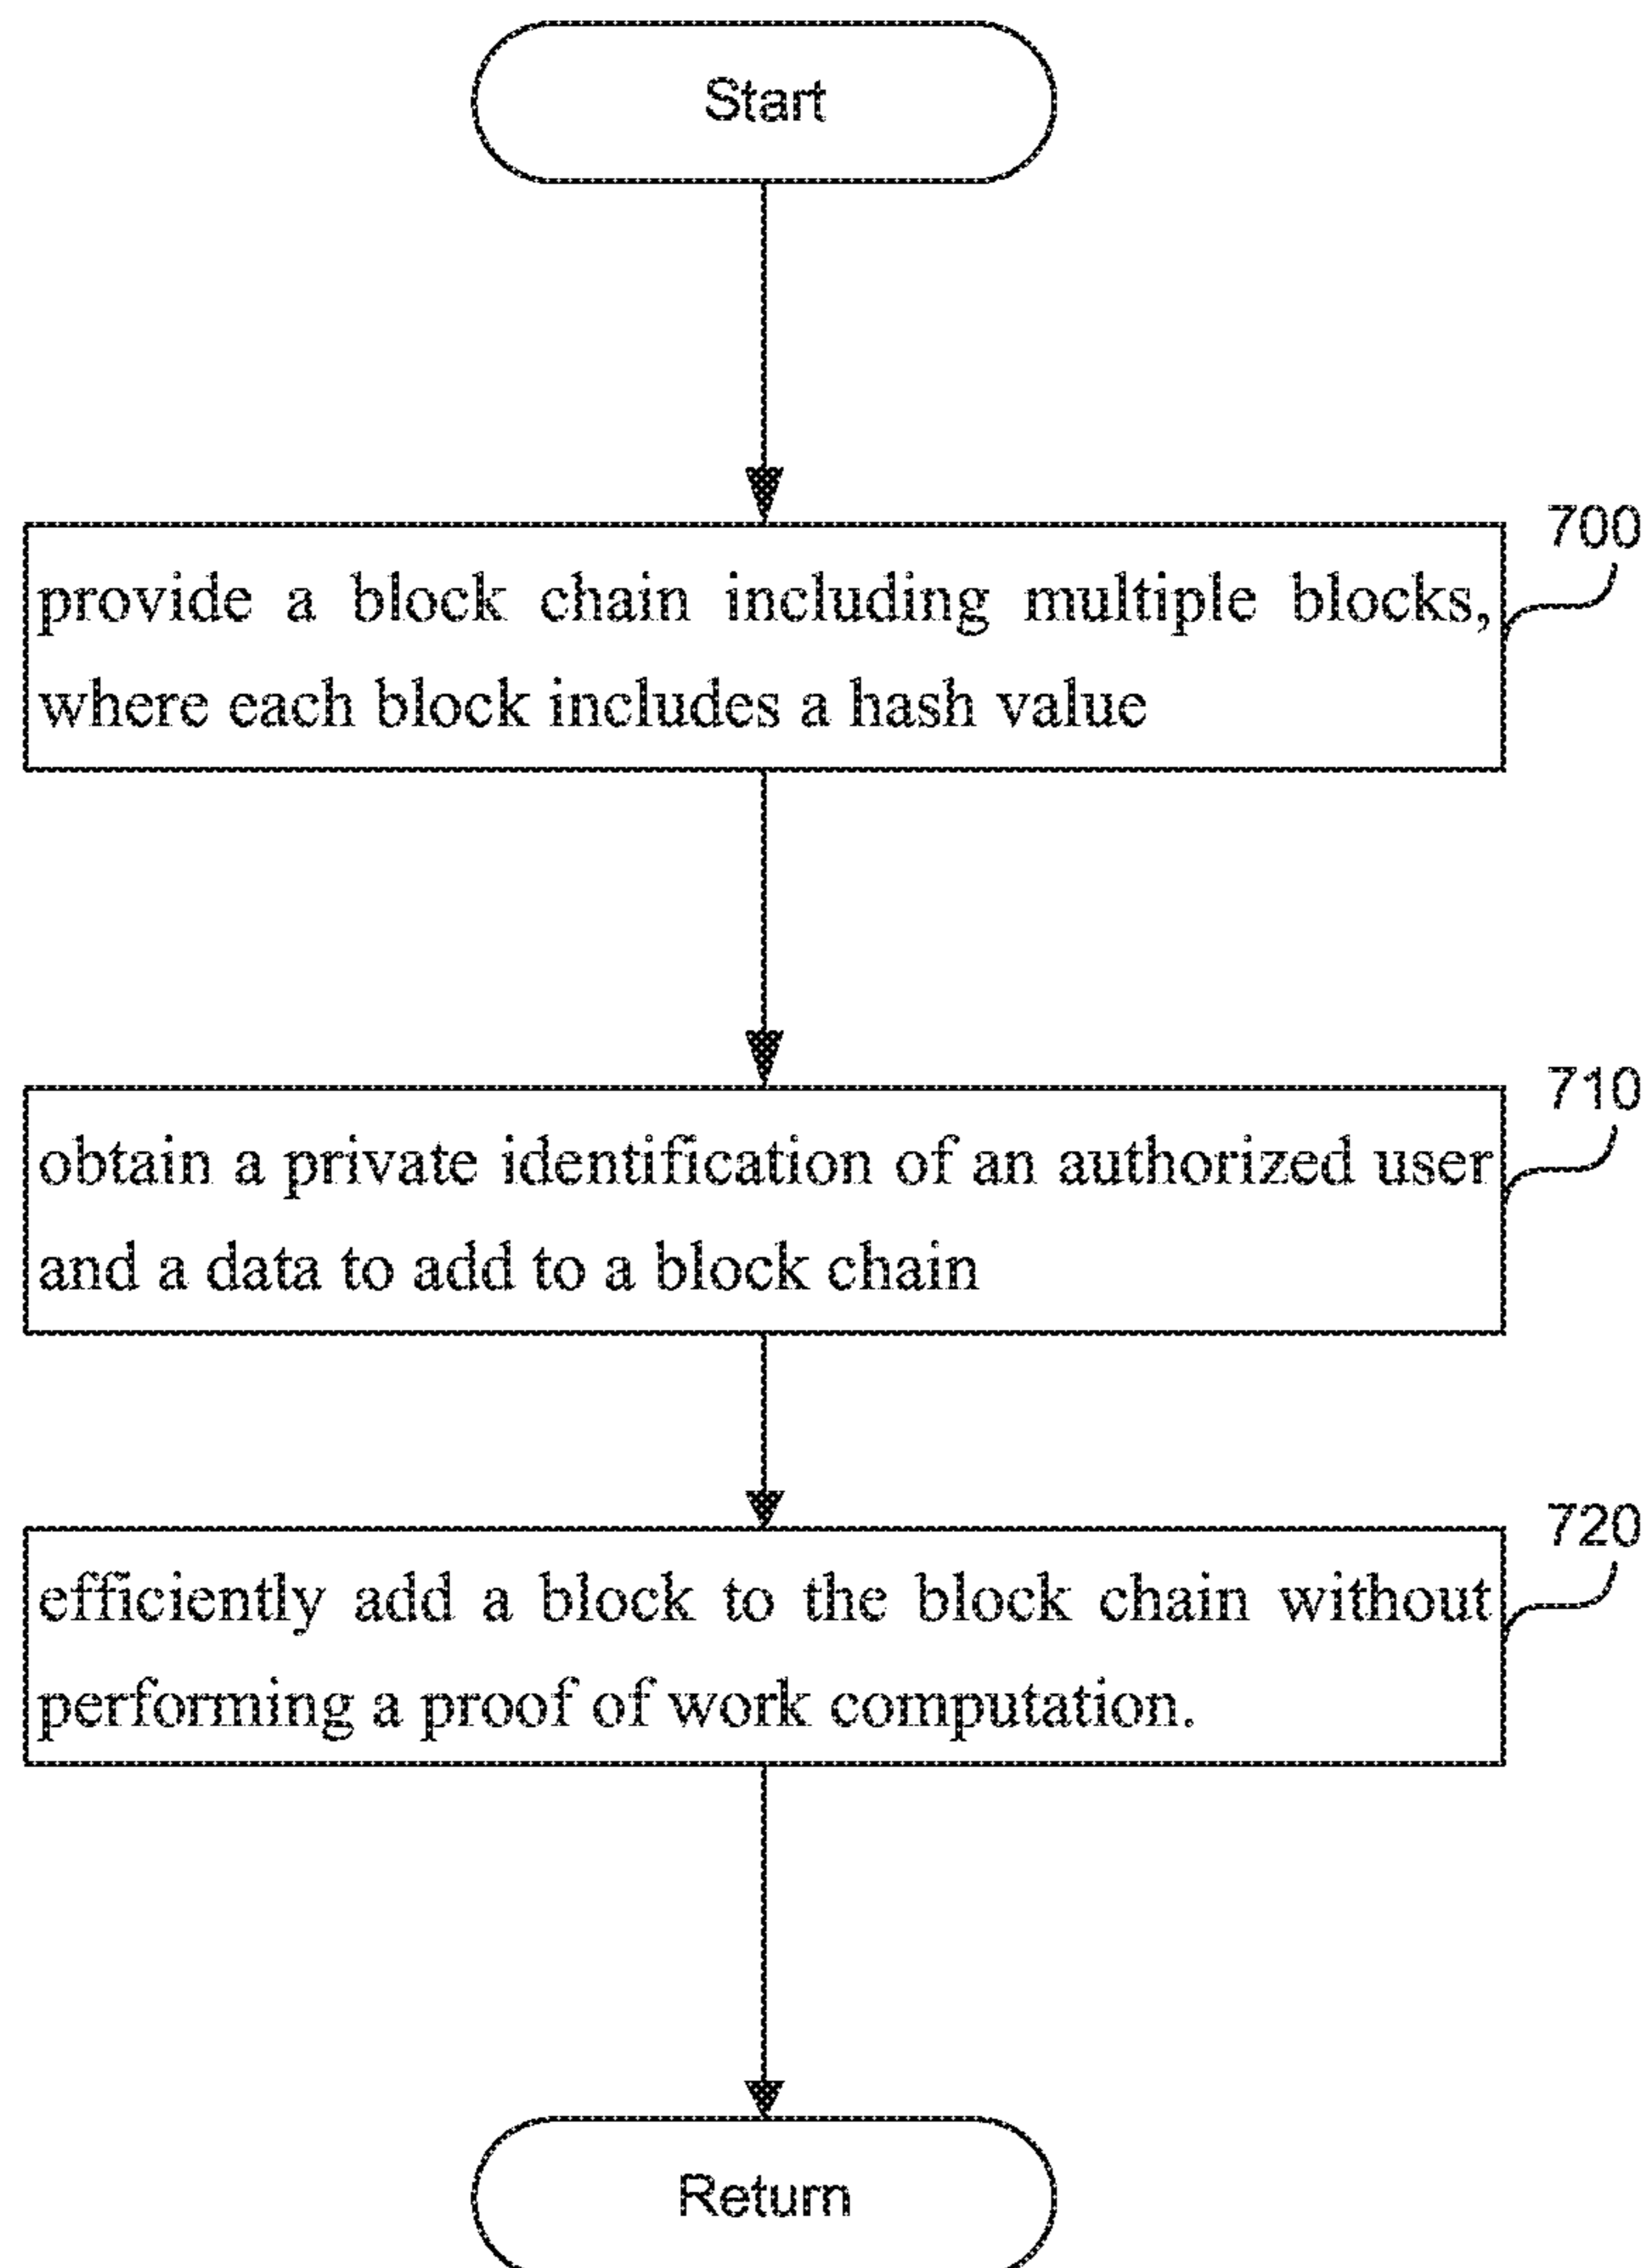 Start
700
provide a block chain including multiple blocks,
where each block includes a hash value
710
obtain a private identification of an authorized user
and a data to add to a block chain
720
efficiently add a block to the block chain without
performing a proof of work computation.
Return